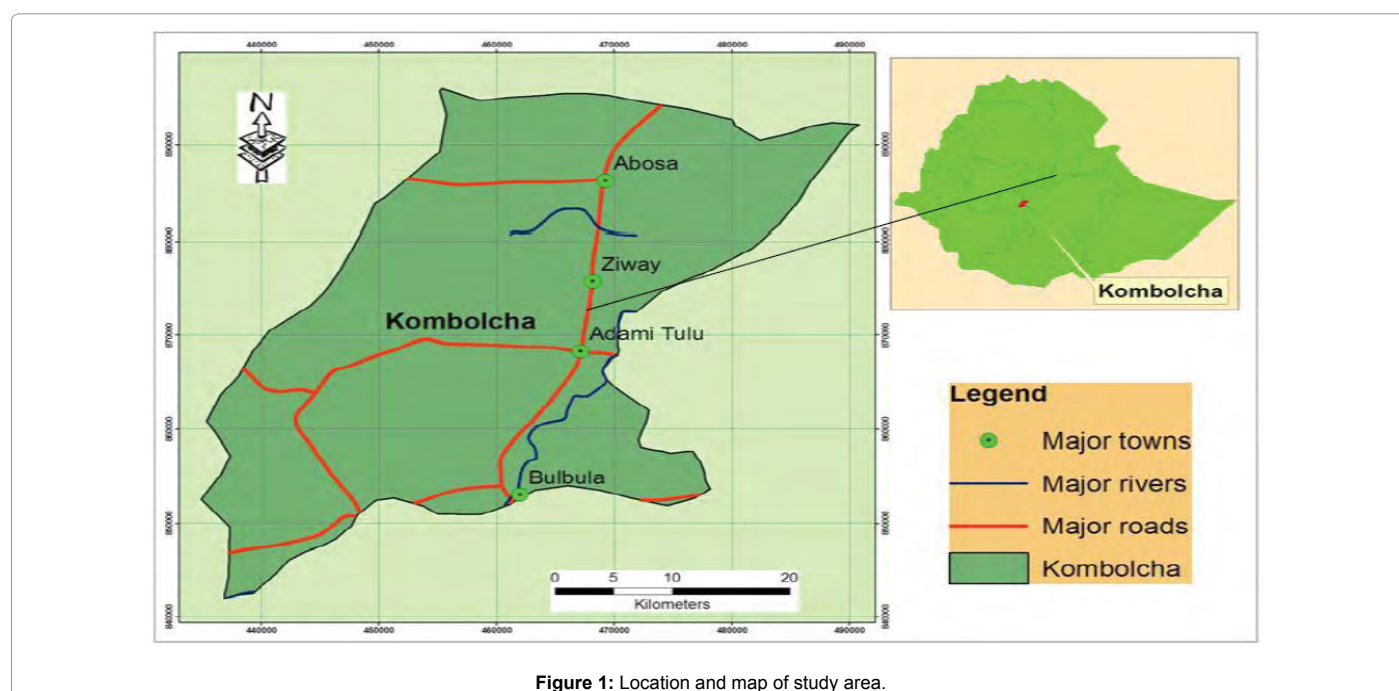 440000 450000 460000 470000 480000 490000
N
Abosa
Ziway
Kombolcha
Adami Tulu
Bulbula
0 5 10 20
Kilometers
440000 450000 460000 470000 480000 490000
Kombolcha
Legend
Major towns
Major rivers
Major roads
Kombolcha
Figure 1: Location and map of study area.